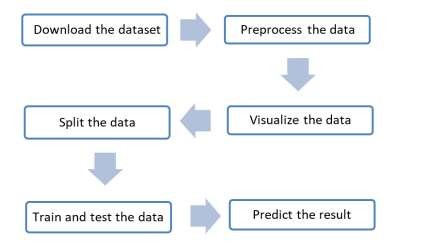 Download the dataset
Preprocess the data
Visualize the data
Split the data
Train and test the data
Predict the result